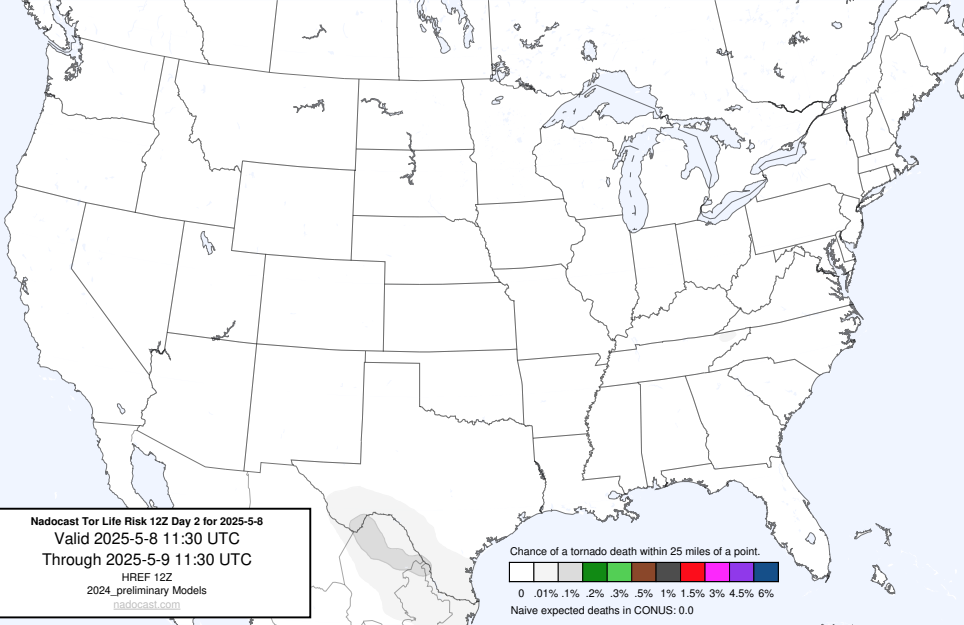 Nadocast Tor Life Risk 12Z Day 2 for 2025-5-8
Valid 2025-5-8 11:30 UTC
Through 2025-5-9 11:30 UTC
HREF 12Z
2024_preliminary Models
nadocast.com
Chance of a tornado death within 25 miles of a point.
0 .01% .1% .2% .3% .5% 1% 1.5% 3% 4.5% 6%
Naive expected deaths in CONUS: 0.0